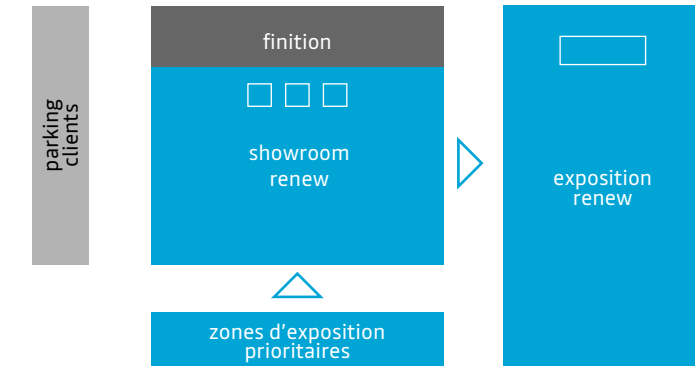 parking
clients
finition
showroom
renew
exposition
renew
zones d'exposition
prioritaires